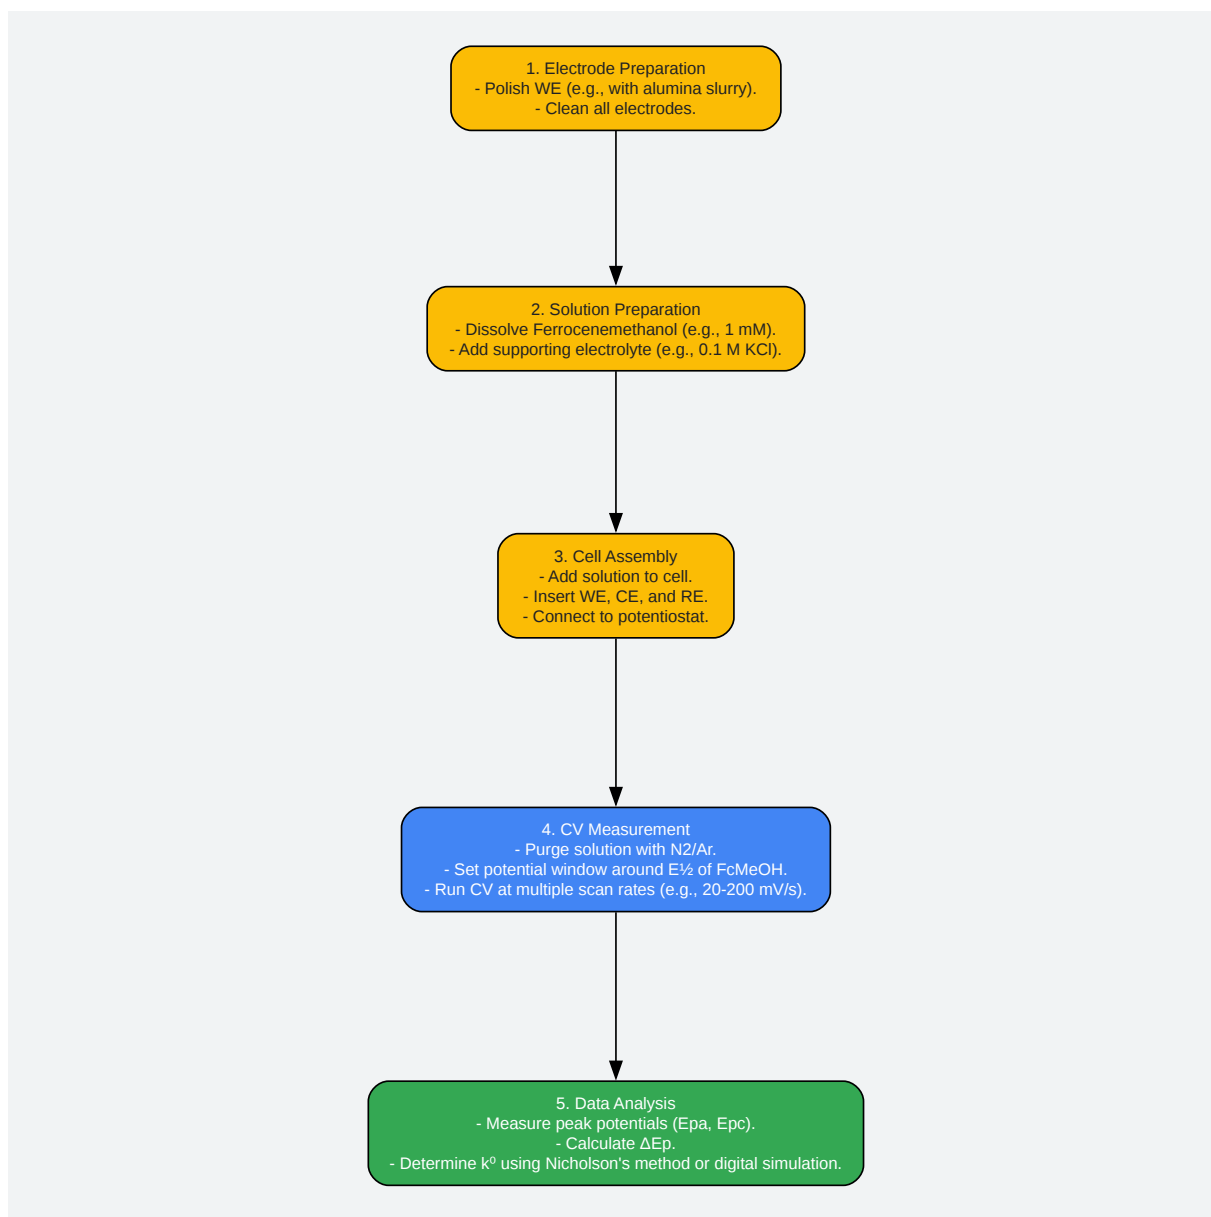 1. Electrode Preparation
- Polish WE (e.g., with alumina slurry).
- Clean all electrodes.
2. Solution Preparation
- Dissolve Ferrocenemethanol (e.g., 1 mM).
- Add supporting electrolyte (e.g., 0.1 M KCl).
3. Cell Assembly
- Add solution to cell.
- Insert WE, CE, and RE.
- Connect to potentiostat.
4. CV Measurement
- Purge solution with N2/Ar.
- Set potential window around E½ of FcMeOH.
- Run CV at multiple scan rates (e.g., 20-200 mV/s).
5. Data Analysis
- Measure peak potentials (Epa, Epc).
- Calculate ΔEp.
- Determine k⁰ using Nicholson's method or digital simulation.